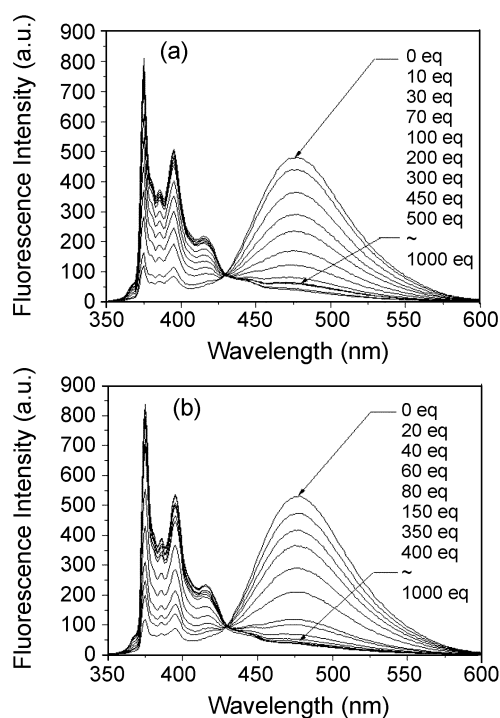 900
800
700
600
500
400
300
200
100
0
Fluorescence Intensity (a.u.)
(a)
0 eq
10 eq
30 eq
70 eq
100 eq
200 eq
300 eq
450 eq
500 eq
~
1000 eq
350 400 450 500 550 600
Wavelength (nm)
900
800
700
600
500
400
300
200
100
0
Fluorescence Intensity (a.u.)
(b)
0 eq
20 eq
40 eq
60 eq
80 eq
150 eq
350 eq
400 eq
~
1000 eq
350 400 450 500 550 600
Wavelength (nm)